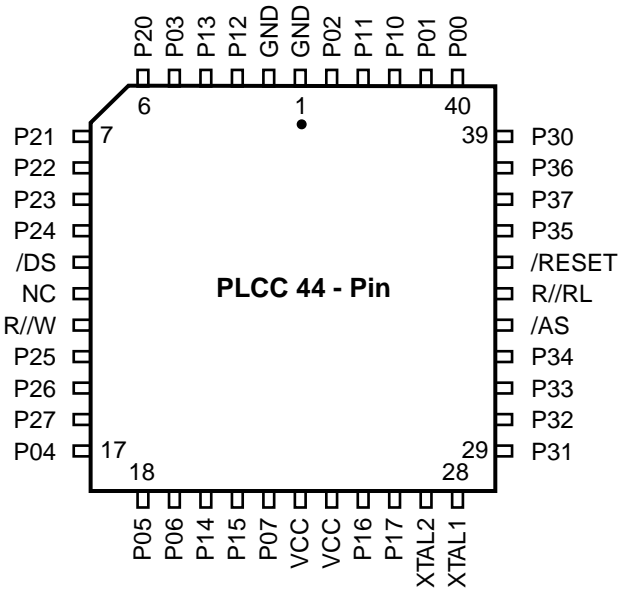 P20 P03 P13 P12 GND GND P02 P11 P10 P01 P00
6 1 40
P21 7 39 P30
P22 P36
P23 P37
P24 P35
/DS /RESET
PLCC 44 - Pin
NC R//RL
R//W /AS
P25 P34
P26 P33
P27 P32
P04 17 29 P31
18 28
P05 P06 P14 P15 P07 VCC VCC P16 P17 XTAL2 XTAL1